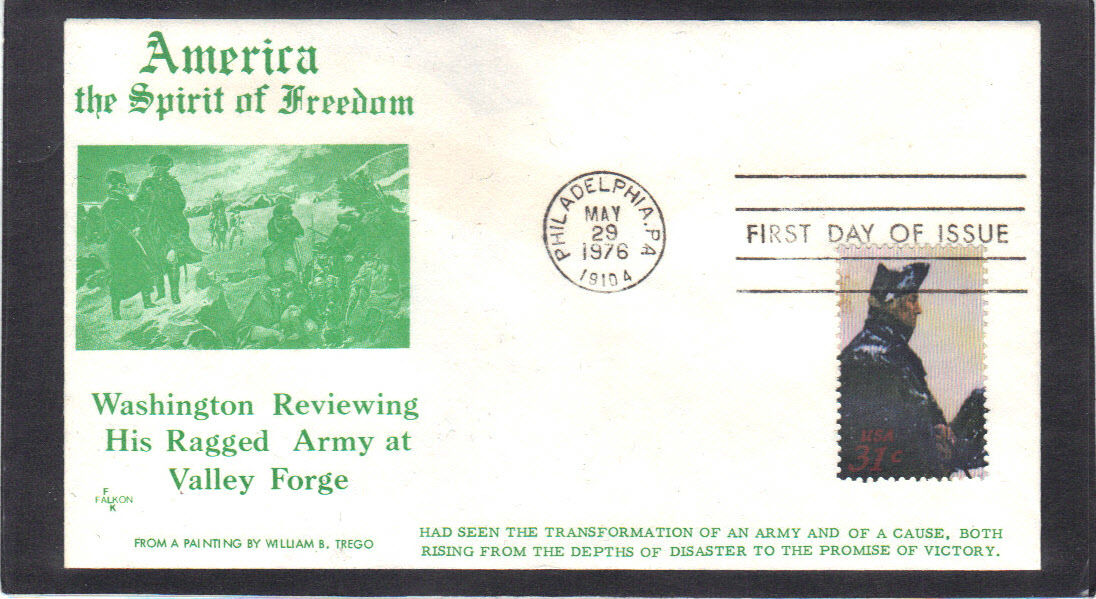 America
the Spirit of Freedom
PHILADELPHIA, PA
MAY
29
1976
19104
FIRST DAY OF ISSUE
USA
31c
Washington Reviewing
His Ragged Army at
Valley Forge
F
FALKON
K
FROM A PAINTING BY WILLIAM B. TREGO
HAD SEEN THE TRANSFORMATION OF AN ARMY AND OF A CAUSE, BOTH
RISING FROM THE DEPTHS OF DISASTER TO THE PROMISE OF VICTORY.